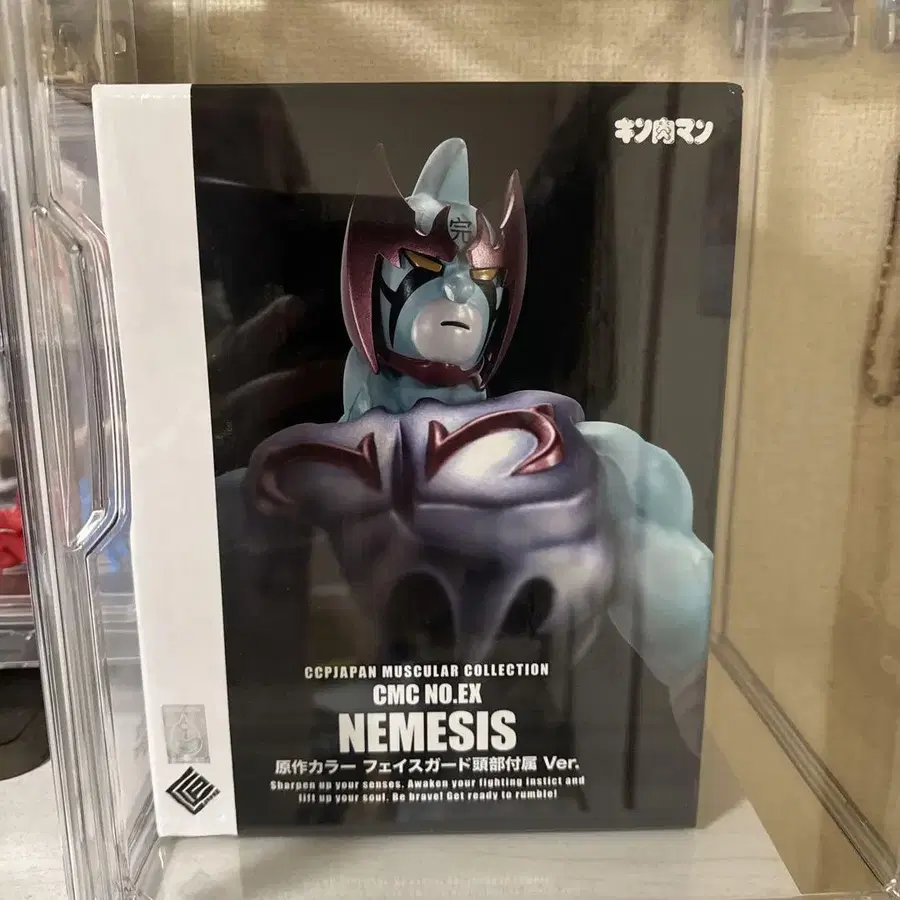 キン肉マン
完
CCPJAPAN MUSCULAR COLLECTION
CMC NO.EX
NEMESIS
原作カラー フェイスガード頭部付属 Ver.
Sharpen up your senses. Awaken your fighting instict and
lift up your soul. Be brave! Get ready to rumble!